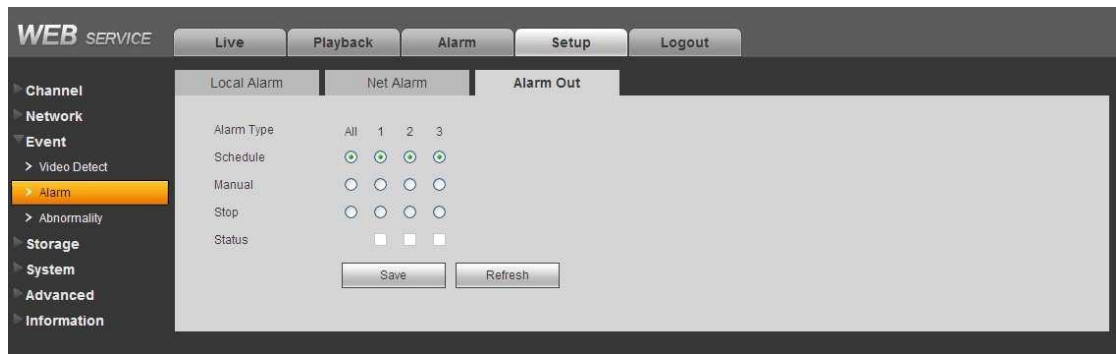 WEB SERVICE
Live Playback Alarm Setup Logout
Local Alarm Net Alarm Alarm Out
Channel
Network
Event
> Video Detect
> Alarm
> Abnormality
Storage
System
Advanced
Information
Alarm Type All 1 2 3
Schedule
Manual
Stop
Status
Save Refresh